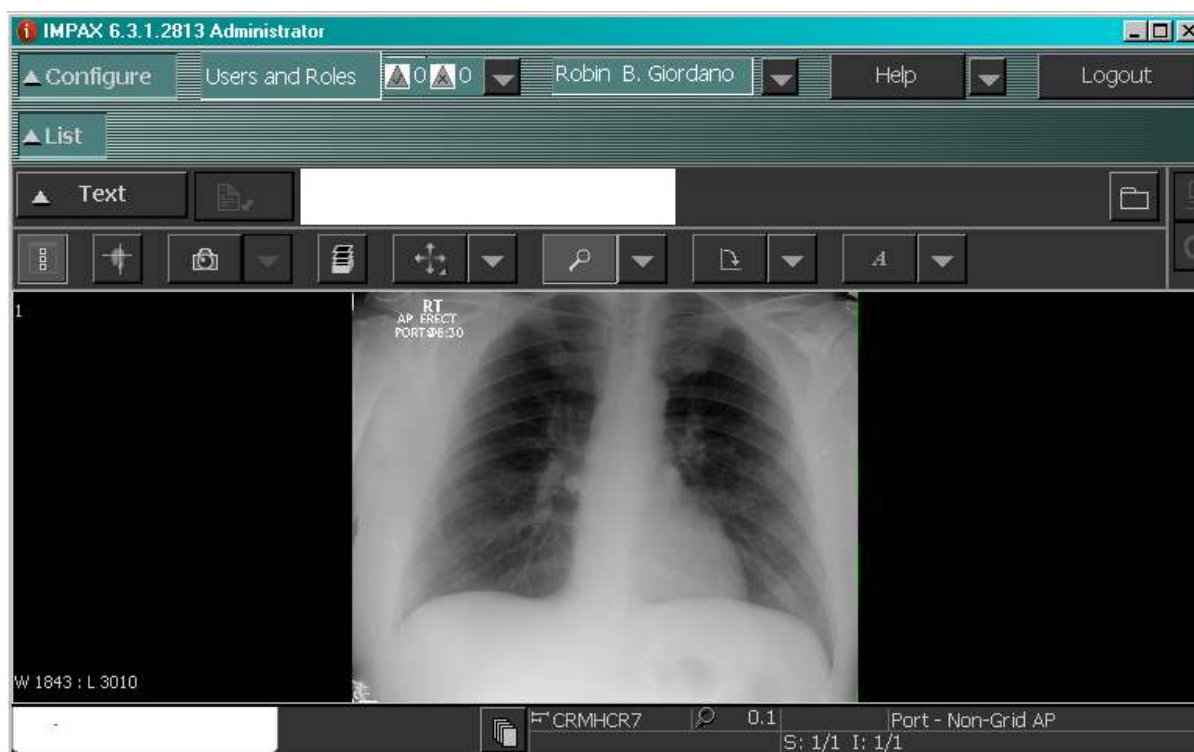 IMPAX 6.3.1.2813 Administrator
Configure Users and Roles 0 0 Robin B. Giordano Help Logout
List
Text
A
RT
AP ERECT
1
W 1843 : L 3010
CRMHCR7 0.1 Port - Non-Grid AP
S: 1/1 I: 1/1